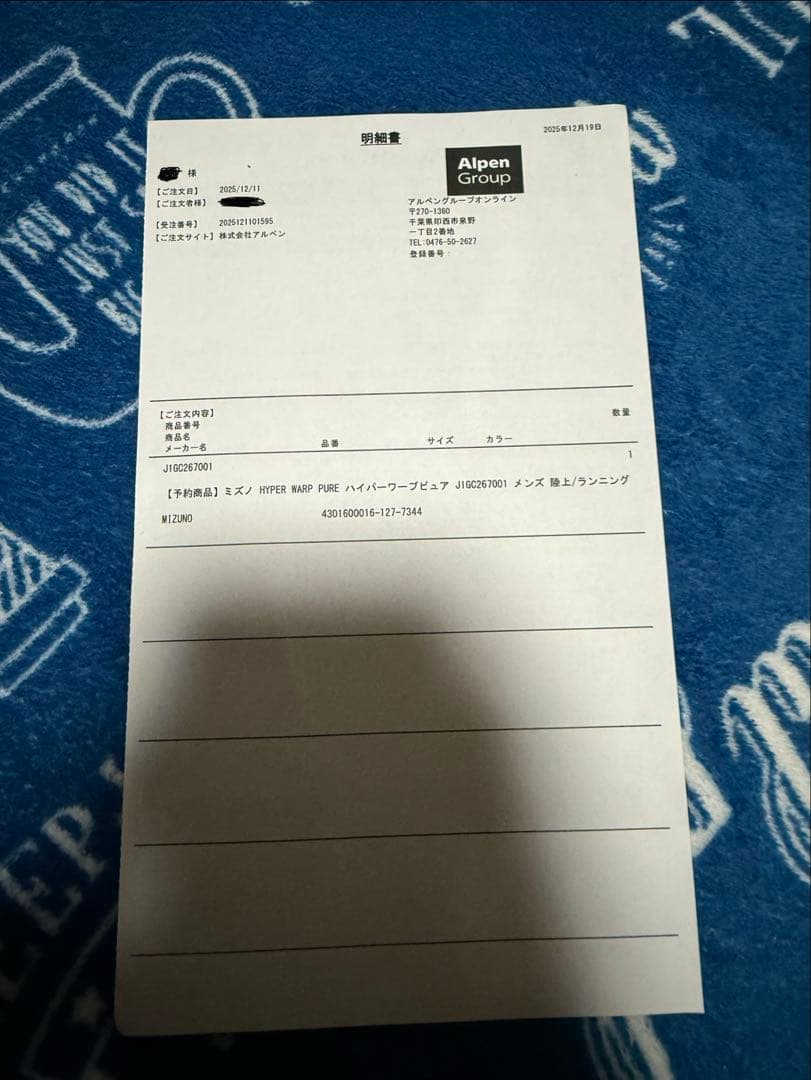 明細書
2025年12月19日
様
Alpen
Group
【ご注文日】 2025/12/11
【ご注文者様】
【受注番号】 2025121101595
【ご注文サイト】株式会社アルペン
アルペングループオンライン
〒270-1360
千葉県印西市泉野
一丁目2番地
TEL:0476-50-2627
登録番号：
【ご注文内容】
商品番号 数量
商品名
メーカー名 品番 サイズ カラー
J1GC267001 1
【予約商品】ミズノ HYPER WARP PURE ハイパーワープピュア J1GC267001 メンズ 陸上/ランニング
MIZUNO 4301600016-127-7344
YOU DID IT
JUST